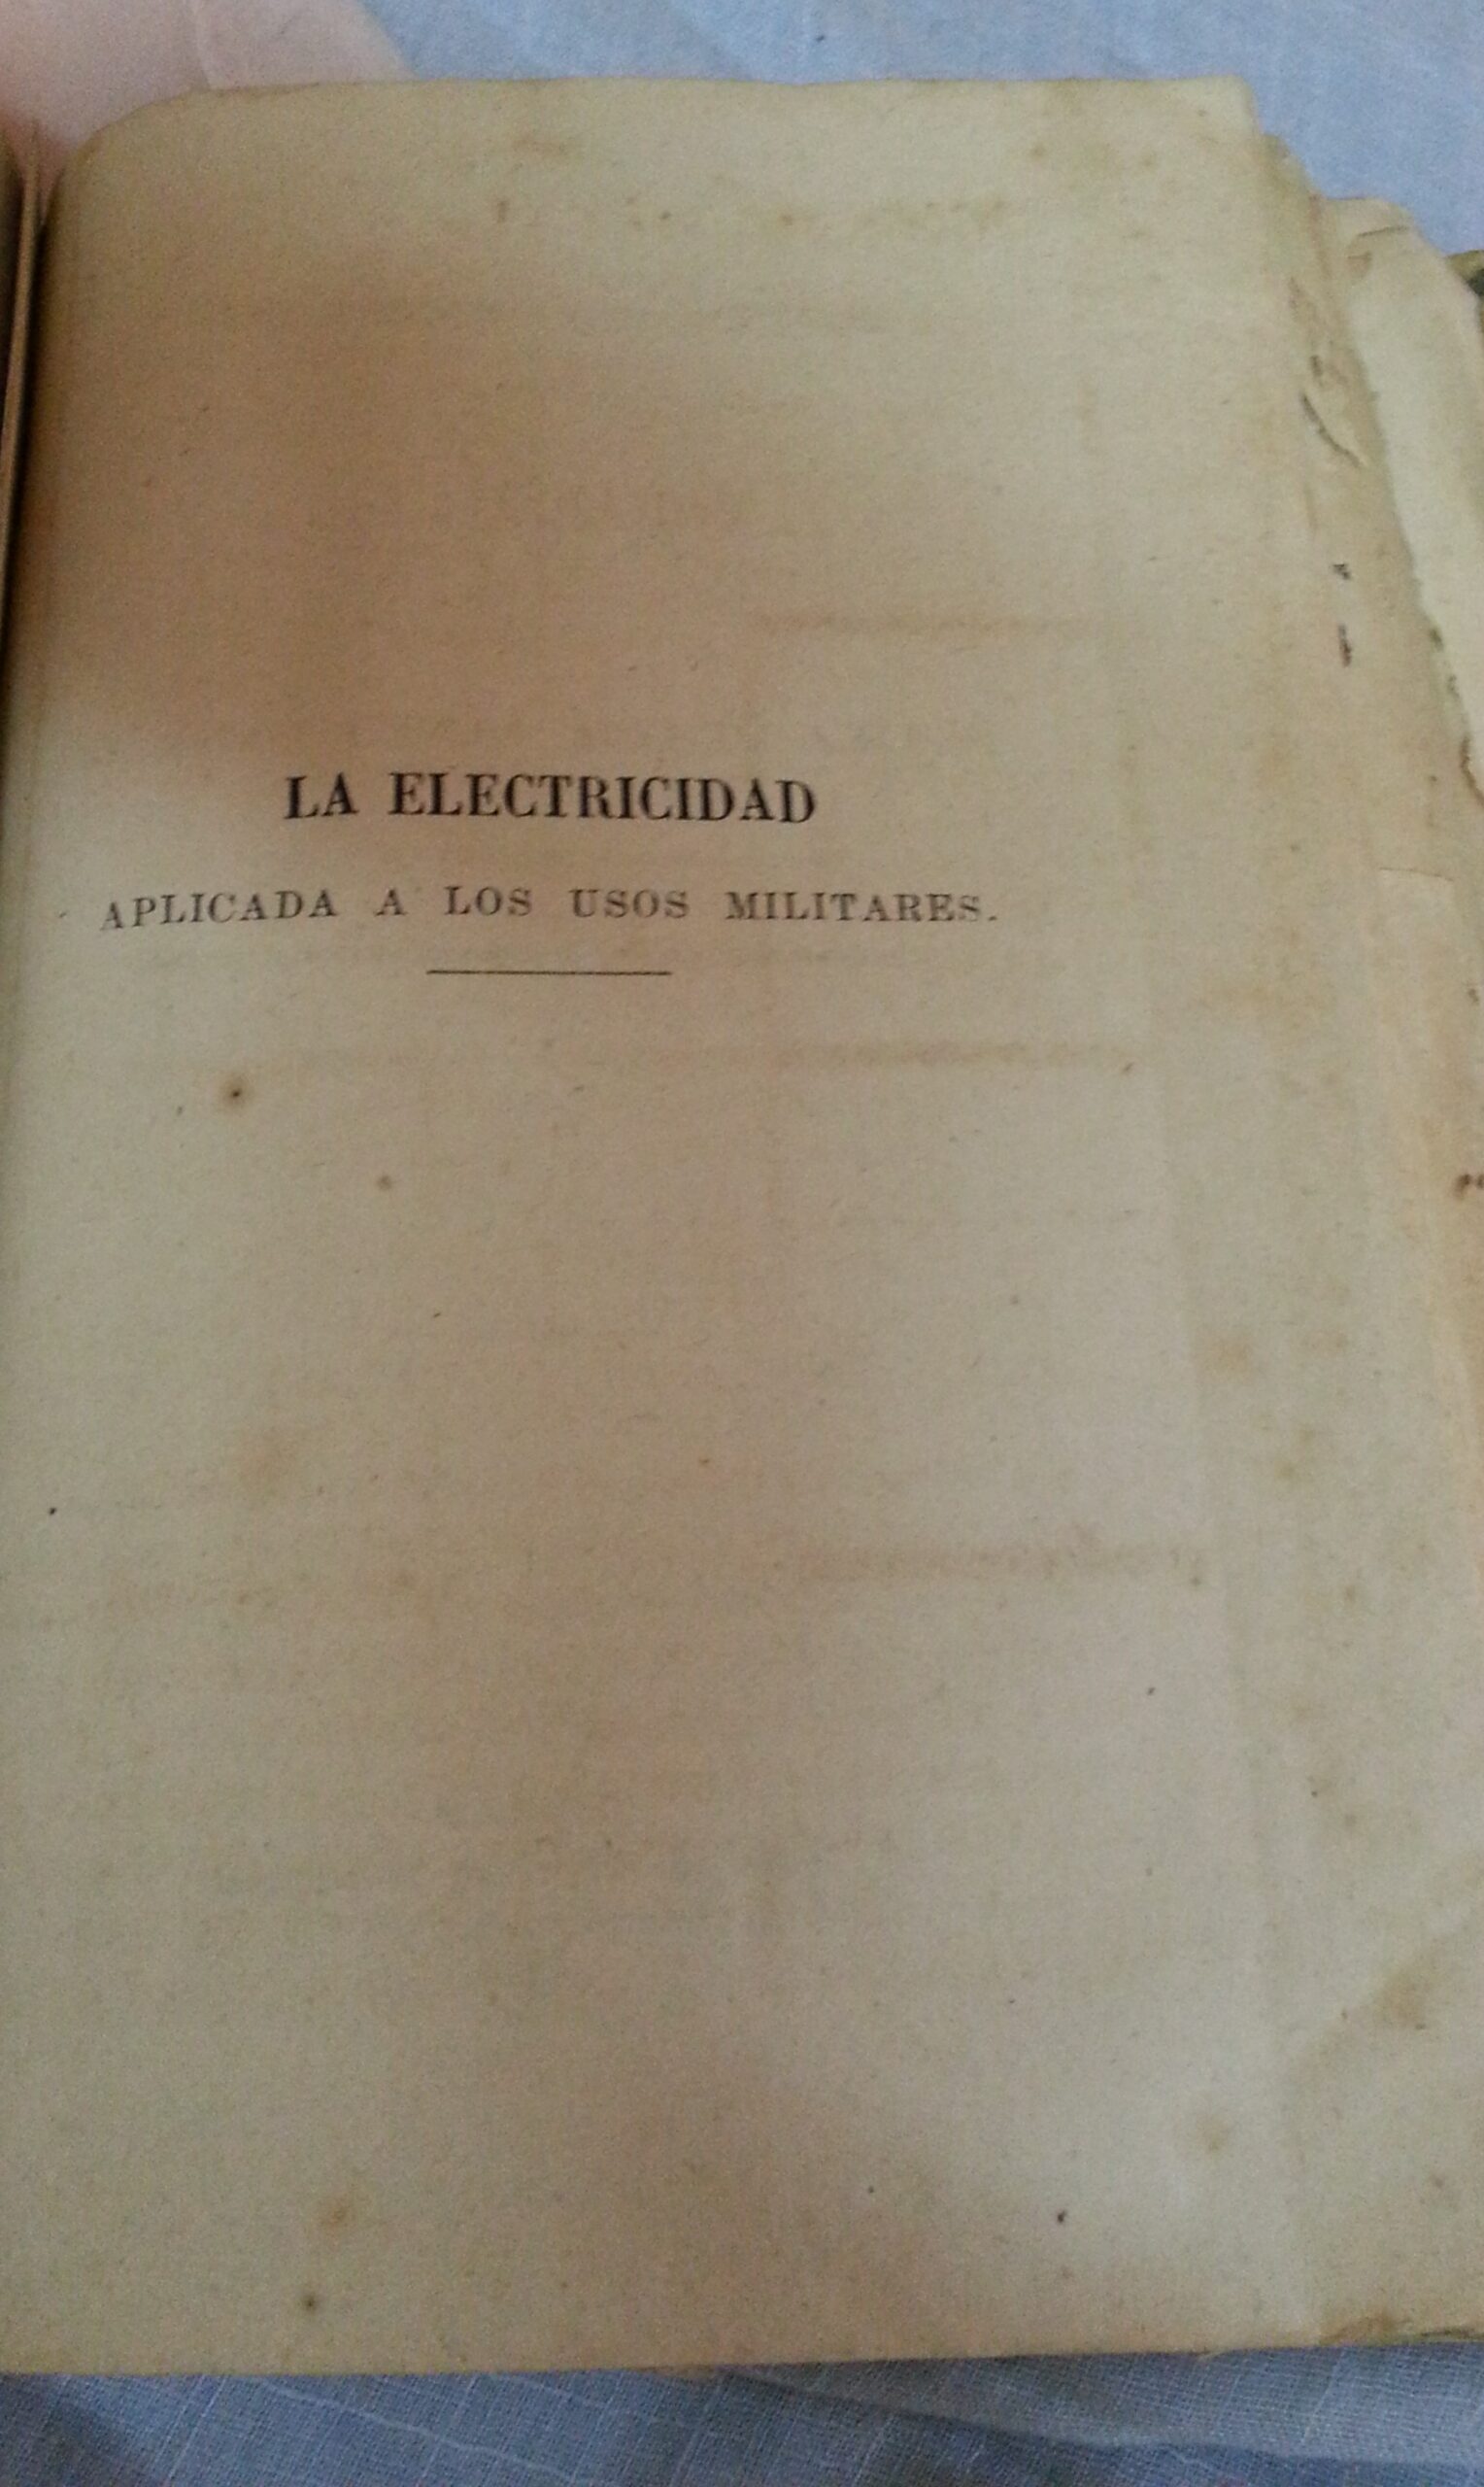 LA ELECTRICIDAD
APLICADA A LOS USOS MILITARES.